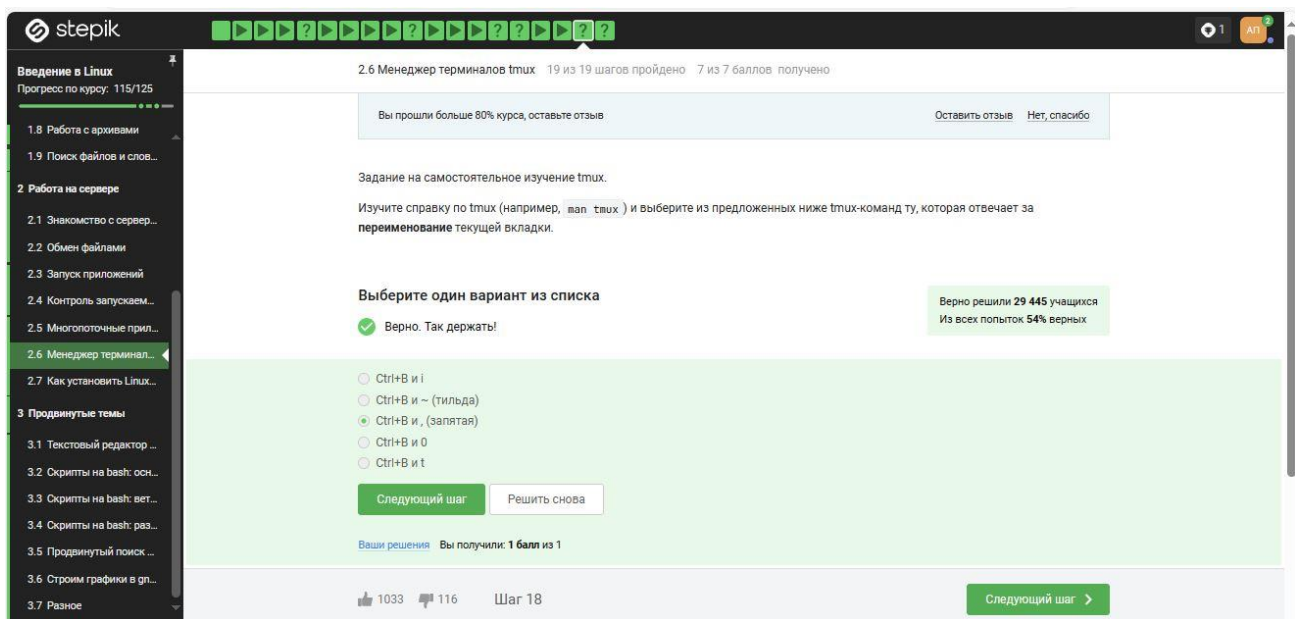 stepik
1
АП
2
Введение в Linux
Прогресс по курсу: 115/125
1.8 Работа с архивами
1.9 Поиск файлов и слов...
2 Работа на сервере
2.1 Знакомство с сервер...
2.2 Обмен файлами
2.3 Запуск приложений
2.4 Контроль запускаем...
2.5 Многопоточные прил...
2.6 Менеджер терминал...
2.7 Как установить Linux...
3 Продвинутые темы
3.1 Текстовый редактор ...
3.2 Скрипты на bash: осн...
3.3 Скрипты на bash: вет...
3.4 Скрипты на bash: раз...
3.5 Продвинутый поиск ...
3.6 Строим графики в gn...
3.7 Разное
2.6 Менеджер терминалов tmux 19 из 19 шагов пройдено 7 из 7 баллов получено
Вы прошли больше 80% курса, оставьте отзыв Оставить отзыв Нет, спасибо
Задание на самостоятельное изучение tmux.
Изучите справку по tmux (например, man tmux ) и выберите из предложенных ниже tmux-команд ту, которая отвечает за
переименование текущей вкладки.
Выберите один вариант из списка
Верно. Так держать!
Верно решили 29 445 учащихся
Из всех попыток 54% верных
Ctrl+B и i
Ctrl+B и ~ (тильда)
Ctrl+B и , (запятая)
Ctrl+B и 0
Ctrl+B и t
Следующий шаг Решить снова
Ваши решения Вы получили: 1 балл из 1
1033 116 Шаг 18 Следующий шаг